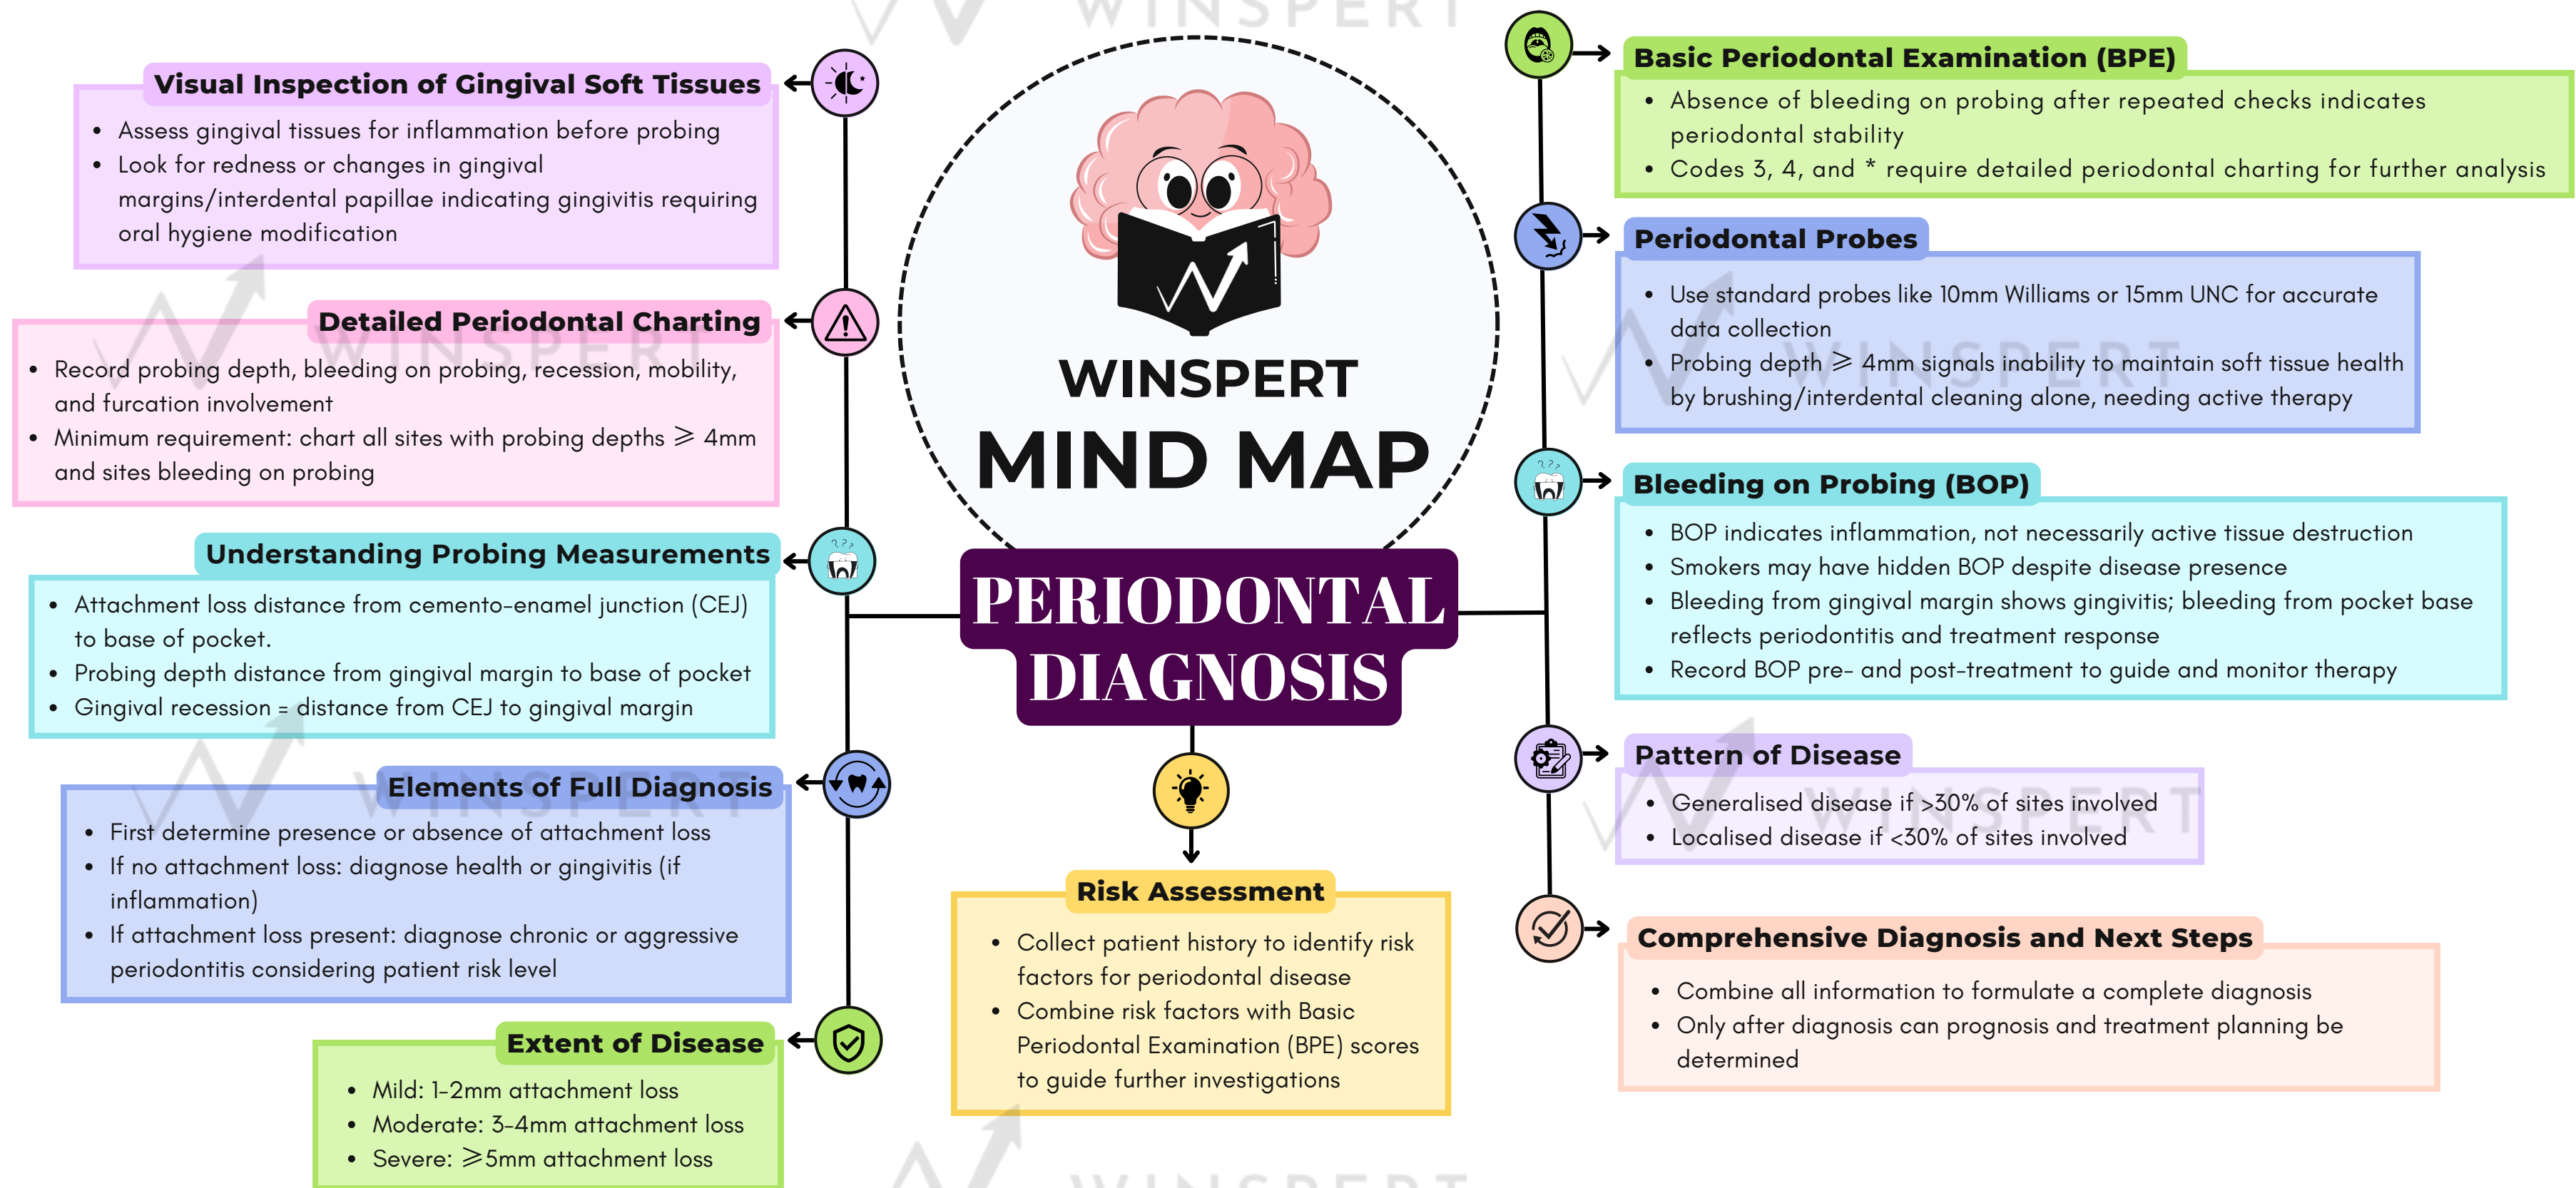 WINSPERT
Visual Inspection of Gingival Soft Tissues
• Assess gingival tissues for inflammation before probing
• Look for redness or changes in gingival
margins/interdental papillae indicating gingivitis requiring
oral hygiene modification
Detailed Periodontal Charting
• Record probing depth, bleeding on probing, recession, mobility,
and furcation involvement
• Minimum requirement: chart all sites with probing depths ⩾ 4mm
and sites bleeding on probing
Understanding Probing Measurements
• Attachment loss distance from cemento-enamel junction (CEJ)
to base of pocket.
• Probing depth distance from gingival margin to base of pocket
• Gingival recession = distance from CEJ to gingival margin
Elements of Full Diagnosis
• First determine presence or absence of attachment loss
• If no attachment loss: diagnose health or gingivitis (if
inflammation)
• If attachment loss present: diagnose chronic or aggressive
periodontitis considering patient risk level
Extent of Disease
• Mild: 1-2mm attachment loss
• Moderate: 3-4mm attachment loss
• Severe: ⩾5mm attachment loss
WINSPERT
MIND MAP
PERIODONTAL
DIAGNOSIS
Risk Assessment
• Collect patient history to identify risk
factors for periodontal disease
• Combine risk factors with Basic
Periodontal Examination (BPE) scores
to guide further investigations
Basic Periodontal Examination (BPE)
• Absence of bleeding on probing after repeated checks indicates
periodontal stability
• Codes 3, 4, and * require detailed periodontal charting for further analysis
Periodontal Probes
• Use standard probes like 10mm Williams or 15mm UNC for accurate
data collection
• Probing depth ⩾ 4mm signals inability to maintain soft tissue health
by brushing/interdental cleaning alone, needing active therapy
Bleeding on Probing (BOP)
• BOP indicates inflammation, not necessarily active tissue destruction
• Smokers may have hidden BOP despite disease presence
• Bleeding from gingival margin shows gingivitis; bleeding from pocket base
reflects periodontitis and treatment response
• Record BOP pre- and post-treatment to guide and monitor therapy
Pattern of Disease
• Generalised disease if >30% of sites involved
• Localised disease if <30% of sites involved
Comprehensive Diagnosis and Next Steps
• Combine all information to formulate a complete diagnosis
• Only after diagnosis can prognosis and treatment planning be
determined
WINSPERT
WINSPERT
WINSPERT
WINSPERT
WINSPERT